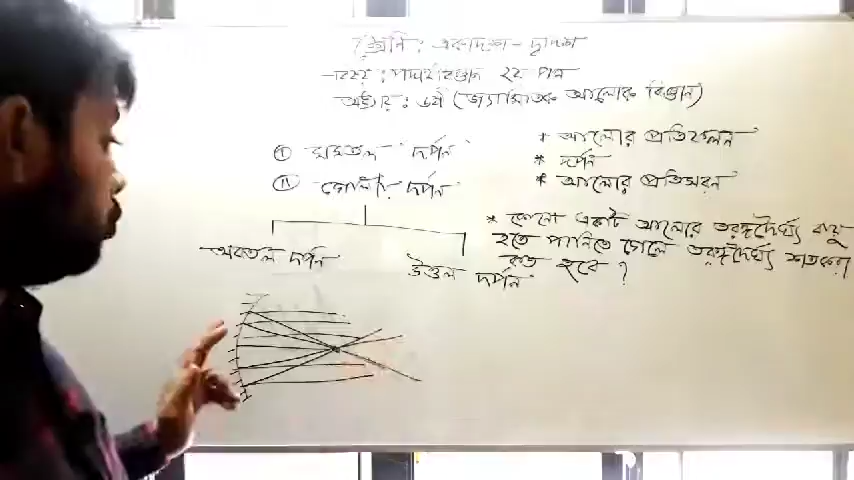 শ্রেনি: একাদশ - দ্বাদশ
বিষয় : পদার্থবিজ্ঞান ২য় পত্র
অধ্যায় : ৬ষ্ঠ (জ্যামিতিক আলোক বিজ্ঞান)
i সমতল দর্পন
ii গোলীয় দর্পন
অবতল দর্পন
উত্তল দর্পন
* আলোর প্রতিফলন
* দর্পন
* আলোর প্রতিসরন
* কোনো একটি আলোর তরঙ্গদৈর্ঘ্য বায়ু
হতে পানিতে গেলে তরঙ্গদৈর্ঘ্য শতকরা
কত হবে ?